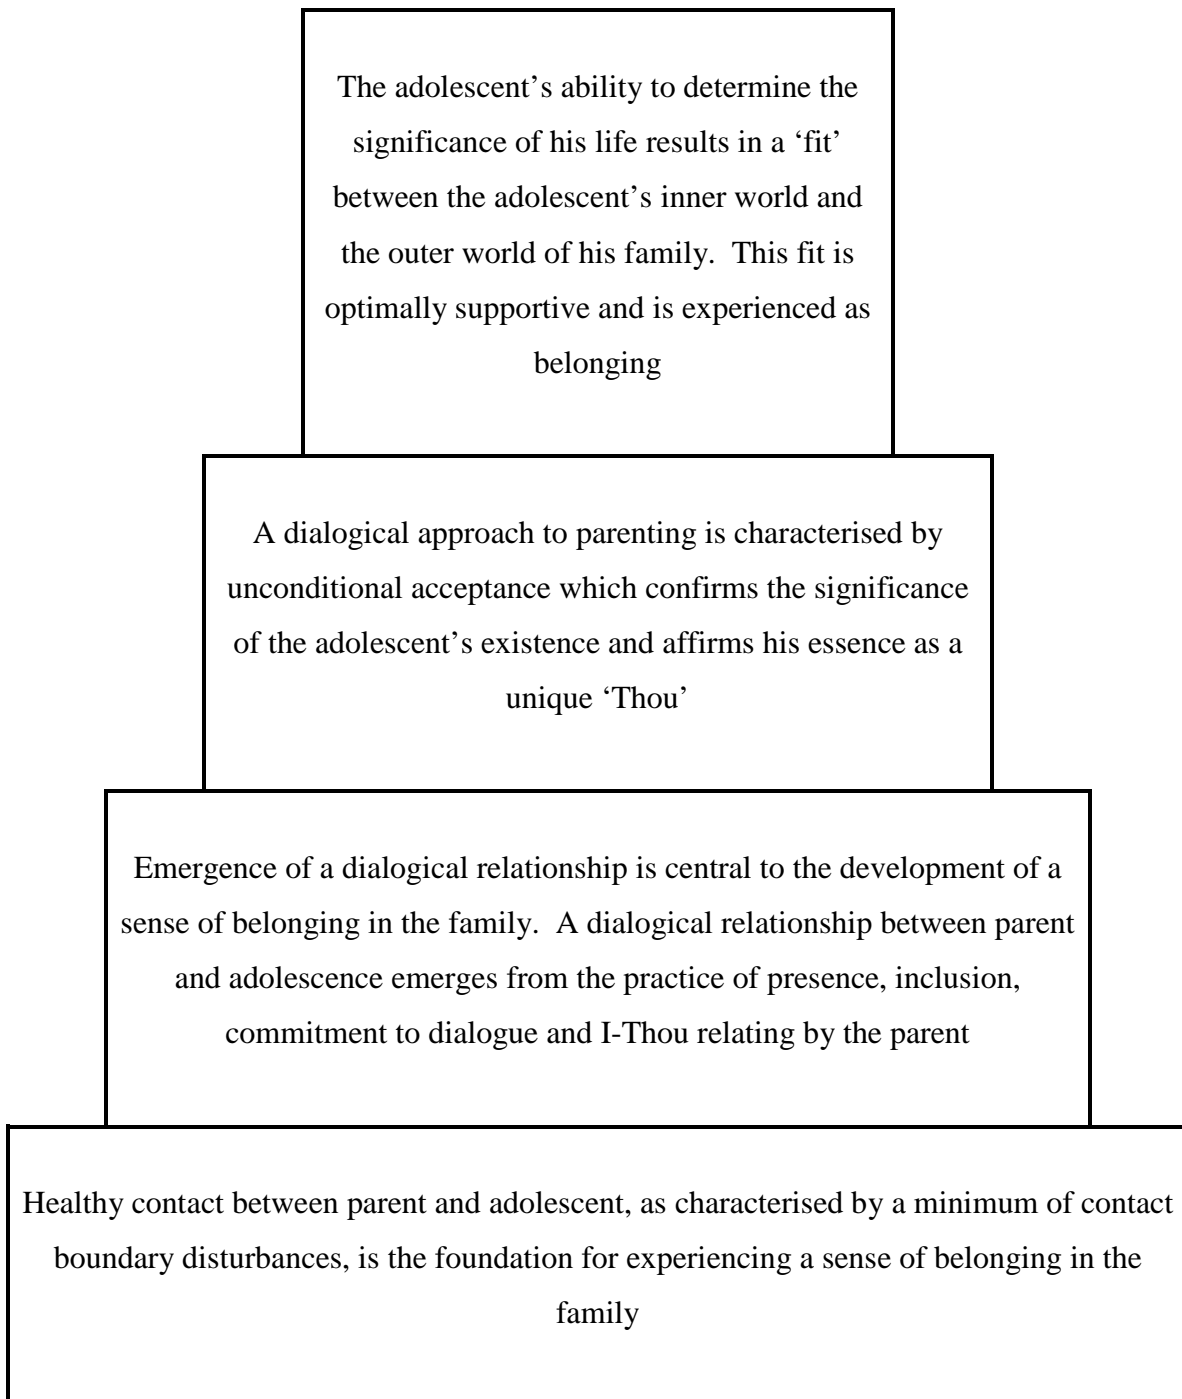 The adolescent’s ability to determine the
significance of his life results in a ‘fit’
between the adolescent’s inner world and
the outer world of his family.  This fit is
optimally supportive and is experienced as
belonging
A dialogical approach to parenting is characterised by
unconditional acceptance which confirms the significance
of the adolescent’s existence and affirms his essence as a
unique ‘Thou’
Emergence of a dialogical relationship is central to the development of a
sense of belonging in the family.  A dialogical relationship between parent
and adolescence emerges from the practice of presence, inclusion,
commitment to dialogue and I-Thou relating by the parent
Healthy contact between parent and adolescent, as characterised by a minimum of contact
boundary disturbances, is the foundation for experiencing a sense of belonging in the
family